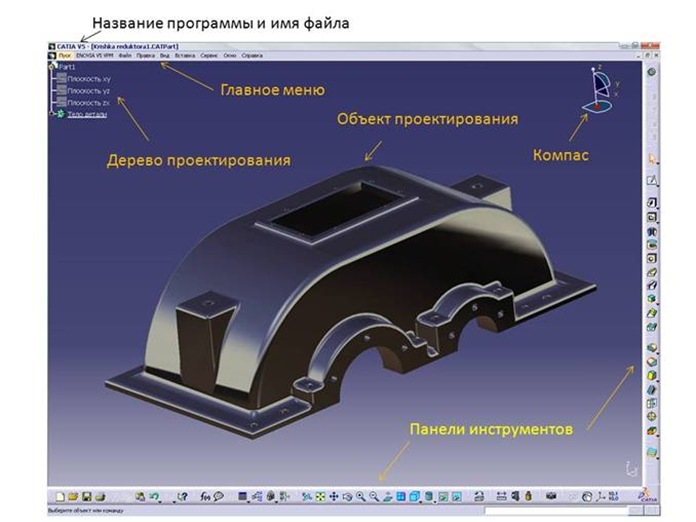 Название программы и имя файла
CATIA V5 - [Krishka reduktora1.CATPart]
Пуск ENOVIA V5 VPM Файл Правка Вид Вставка Сервис Окно Справка
Part1
Плоскость xy
Плоскость yz
Плоскость zx
Тело детали
Главное меню
Объект проектирования
Дерево проектирования
Компас
z
y
x
Панели инструментов
CATIA
Выберите объект или команду